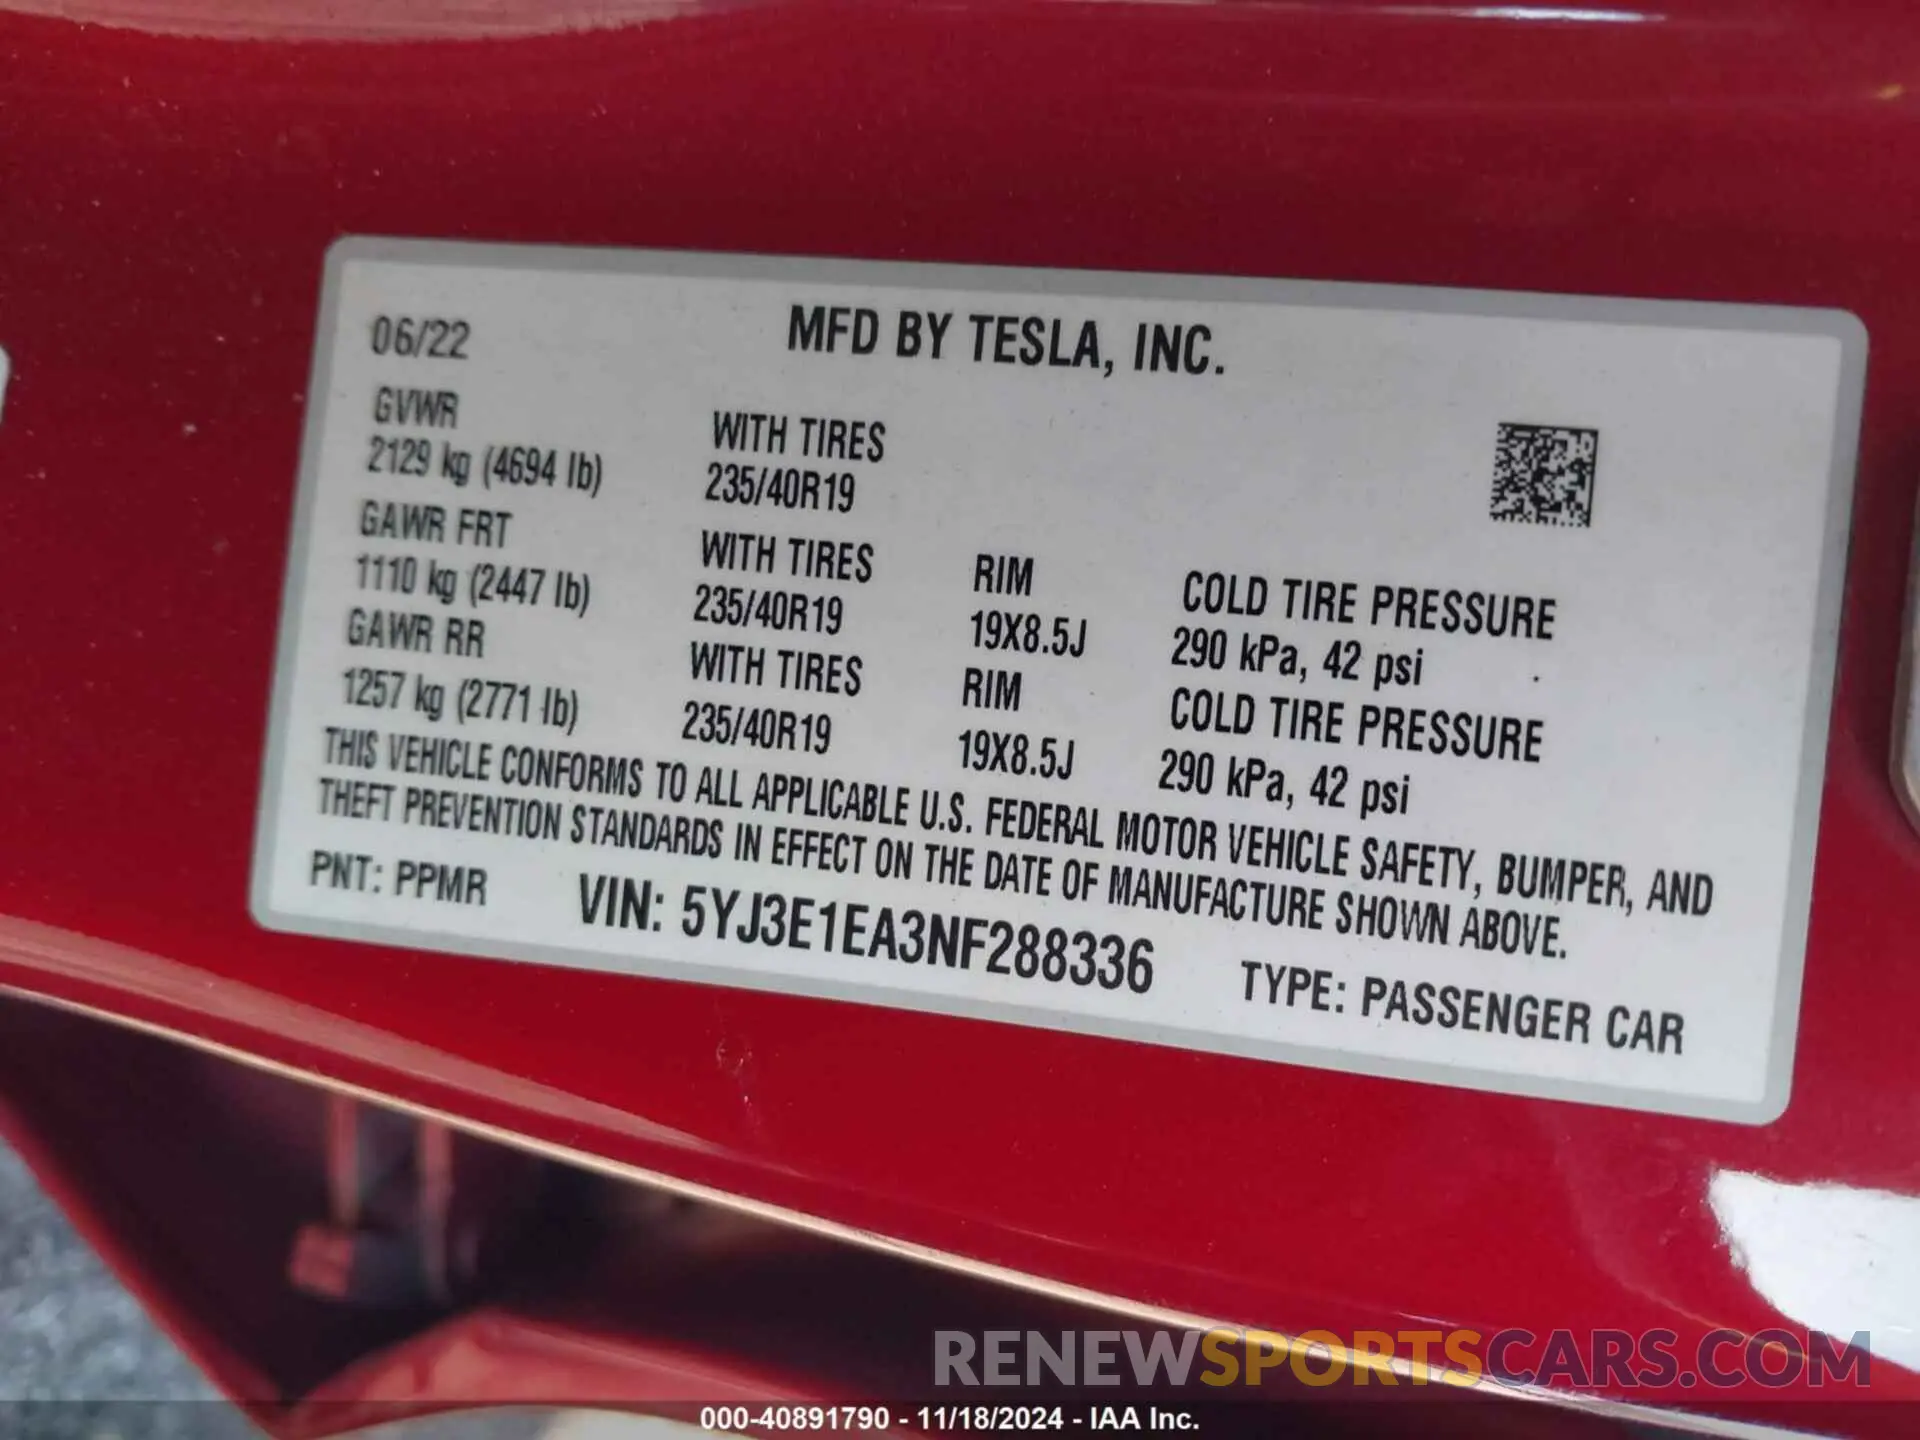 06/22 MFD BY TESLA, INC.
GVWR
2129 kg (4694 lb)
WITH TIRES
235/40R19
GAWR FRT
1110 kg (2447 lb)
WITH TIRES
235/40R19
RIM
19X8.5J
COLD TIRE PRESSURE
290 kPa, 42 psi
GAWR RR
1257 kg (2771 lb)
WITH TIRES
235/40R19
RIM
19X8.5J
COLD TIRE PRESSURE
290 kPa, 42 psi
THIS VEHICLE CONFORMS TO ALL APPLICABLE U.S. FEDERAL MOTOR VEHICLE SAFETY, BUMPER, AND
THEFT PREVENTION STANDARDS IN EFFECT ON THE DATE OF MANUFACTURE SHOWN ABOVE.
PNT: PPMR VIN: 5YJ3E1EA3NF288336 TYPE: PASSENGER CAR
RENEWSPORTSCARS.COM
000-40891790 - 11/18/2024 - IAA Inc.